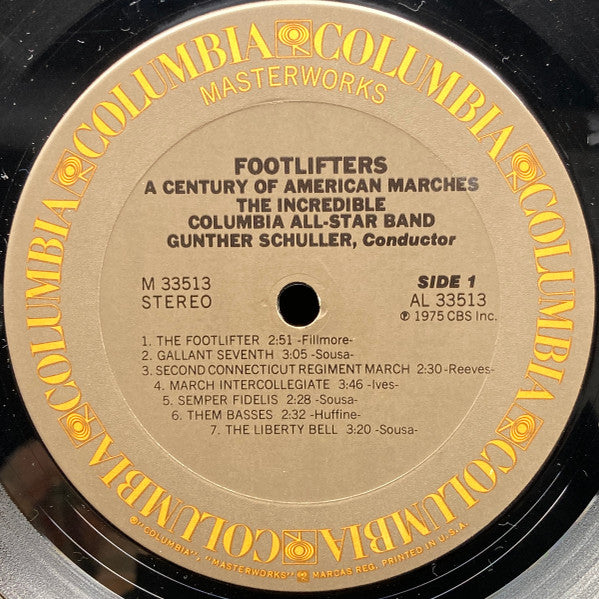 COLUMBIA COLUMBIA COLUMBIA COLUMBIA COLUMBIA COLUMBIA
MASTERWORKS
FOOTLIFTERS
A CENTURY OF AMERICAN MARCHES
THE INCREDIBLE
COLUMBIA ALL-STAR BAND
GUNTHER SCHULLER, Conductor
M 33513 SIDE 1
STEREO AL 33513
℗ 1975 CBS Inc.
1. THE FOOTLIFTER 2:51 -Fillmore-
2. GALLANT SEVENTH 3:05 -Sousa-
3. SECOND CONNECTICUT REGIMENT MARCH 2:30 -Reeves-
4. MARCH INTERCOLLEGIATE 3:46 -Ives-
5. SEMPER FIDELIS 2:28 -Sousa-
6. THEM BASSES 2:32 -Huffine-
7. THE LIBERTY BELL 3:20 -Sousa-
®"COLUMBIA", "MASTERWORKS" MARCAS REG. PRINTED IN U.S.A.